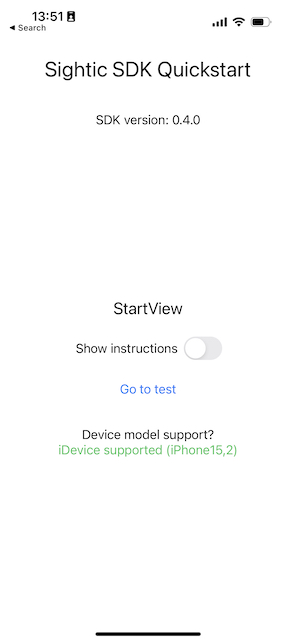 13:51
◀ Search
Sightic SDK Quickstart
SDK version: 0.4.0
StartView
Show instructions
Go to test
Device model support?
iDevice supported (iPhone15,2)